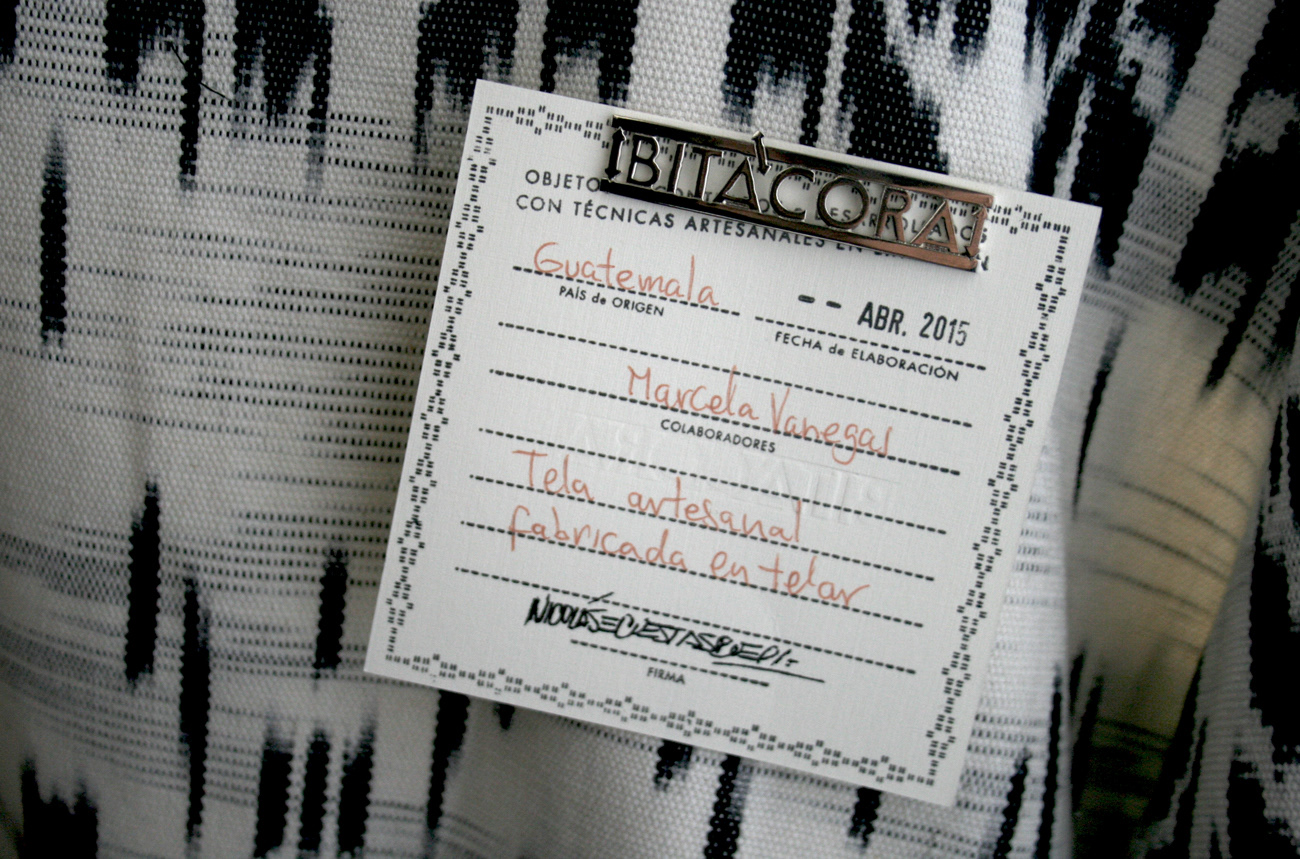 BITÁCORA
OBJETO
CON TÉCNICAS ARTESANALES EN
Guatemala
PAÍS de ORIGEN
-- ABR. 2015
FECHA de ELABORACIÓN
Marcela Vanegas
COLABORADORES
Tela artesanal
fabricada en telar
FIRMA